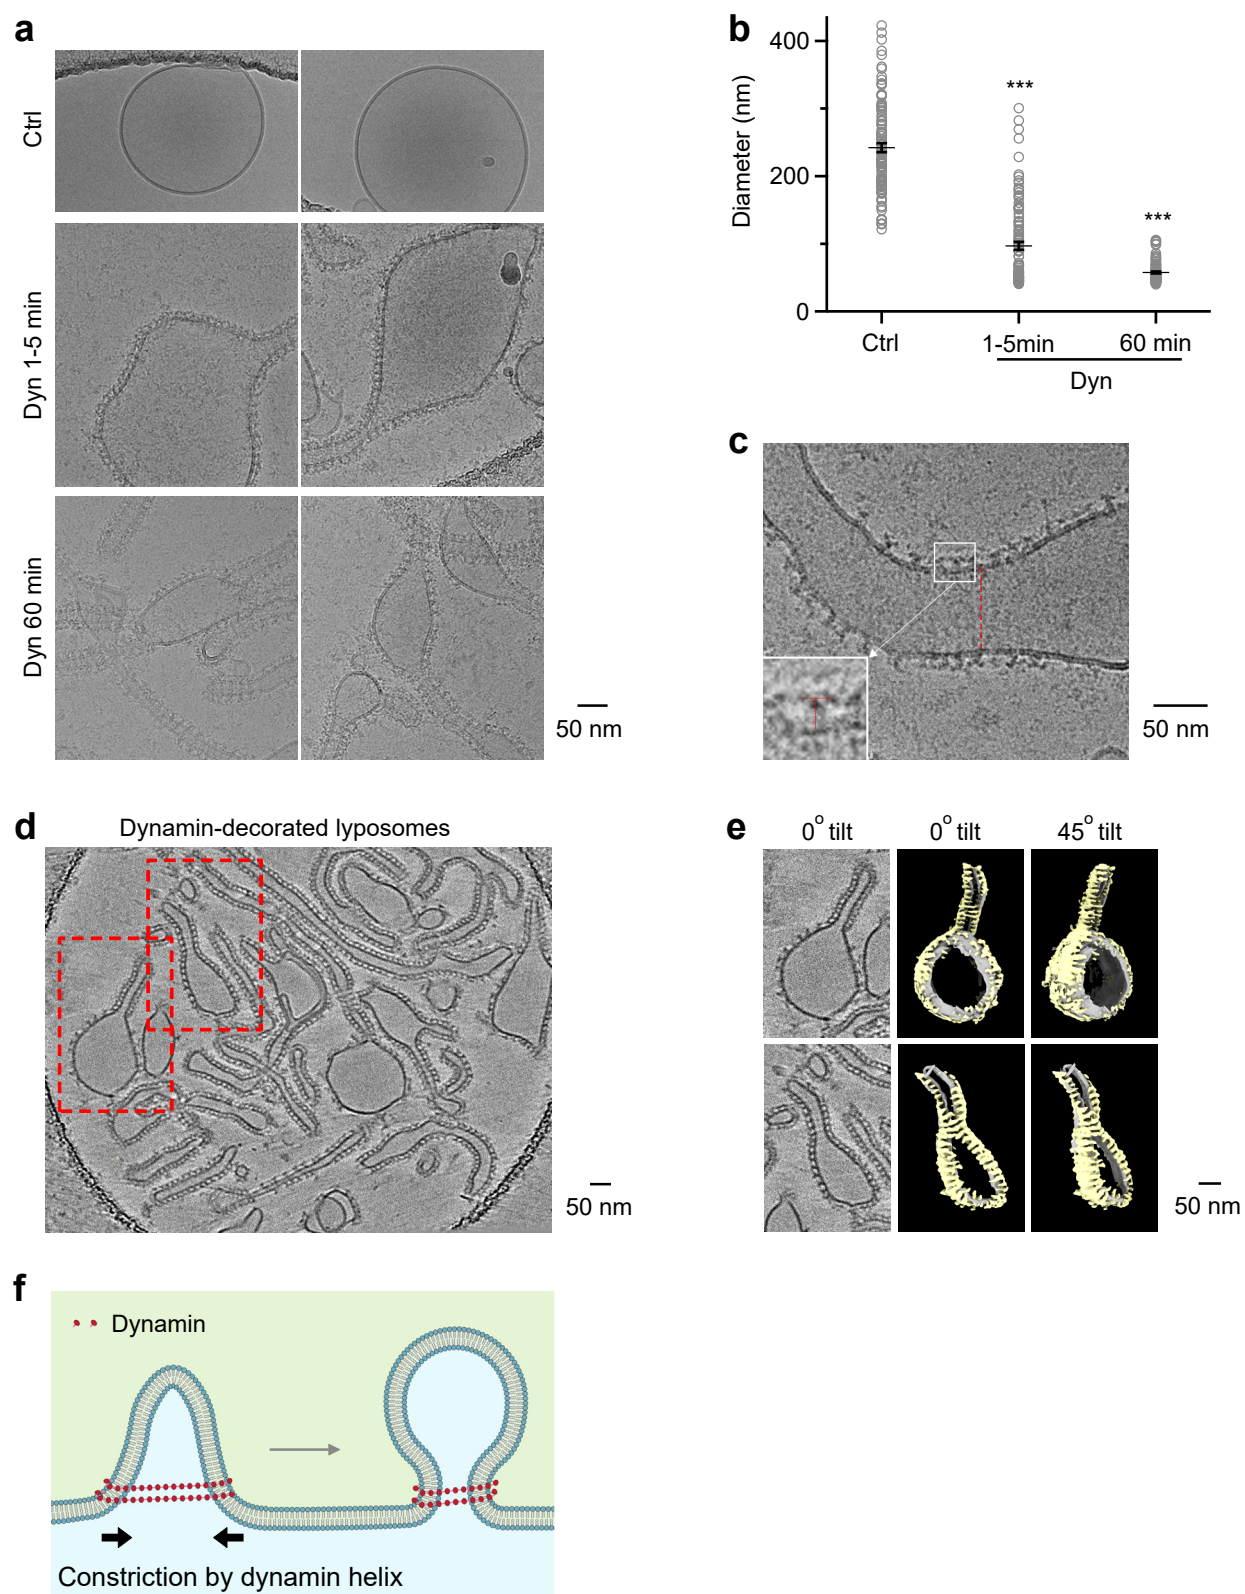 a
Ctrl
Dyn 1-5 min
Dyn 60 min
50 nm
b
Diameter (nm)
400
200
0
***
***
Ctrl
1-5min
60 min
Dyn
c
50 nm
d
Dynamin-decorated lyposomes
50 nm
e
0° tilt
0° tilt
45° tilt
50 nm
f
Dynamin
Constriction by dynamin helix